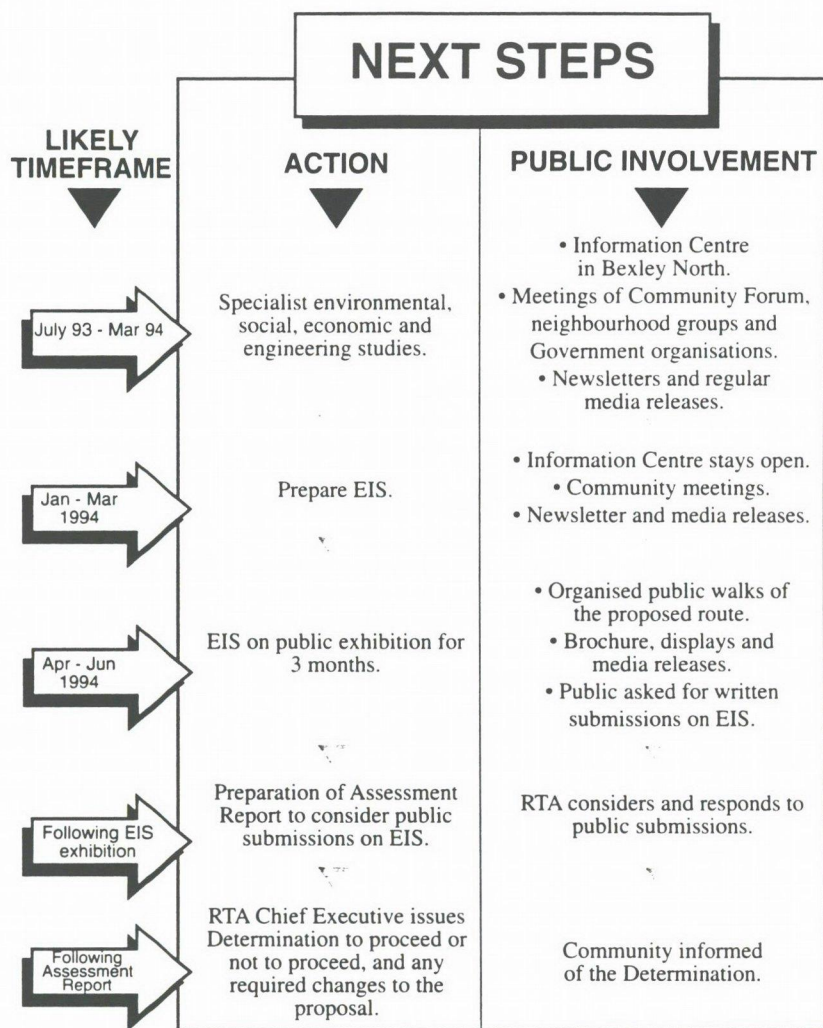 NEXT STEPS
LIKELY
TIMEFRAME
ACTION
PUBLIC INVOLVEMENT
July 93 - Mar 94
Specialist environmental,
social, economic and
engineering studies.
• Information Centre
in Bexley North.
• Meetings of Community Forum,
neighbourhood groups and
Government organisations.
• Newsletters and regular
media releases.
Jan - Mar
1994
Prepare EIS.
• Information Centre stays open.
• Community meetings.
• Newsletter and media releases.
Apr - Jun
1994
EIS on public exhibition for
3 months.
• Organised public walks of
the proposed route.
• Brochure, displays and
media releases.
• Public asked for written
submissions on EIS.
Following EIS
exhibition
Preparation of Assessment
Report to consider public
submissions on EIS.
RTA considers and responds to
public submissions.
Following
Assessment
Report
RTA Chief Executive issues
Determination to proceed or
not to proceed, and any
required changes to the
proposal.
Community informed
of the Determination.